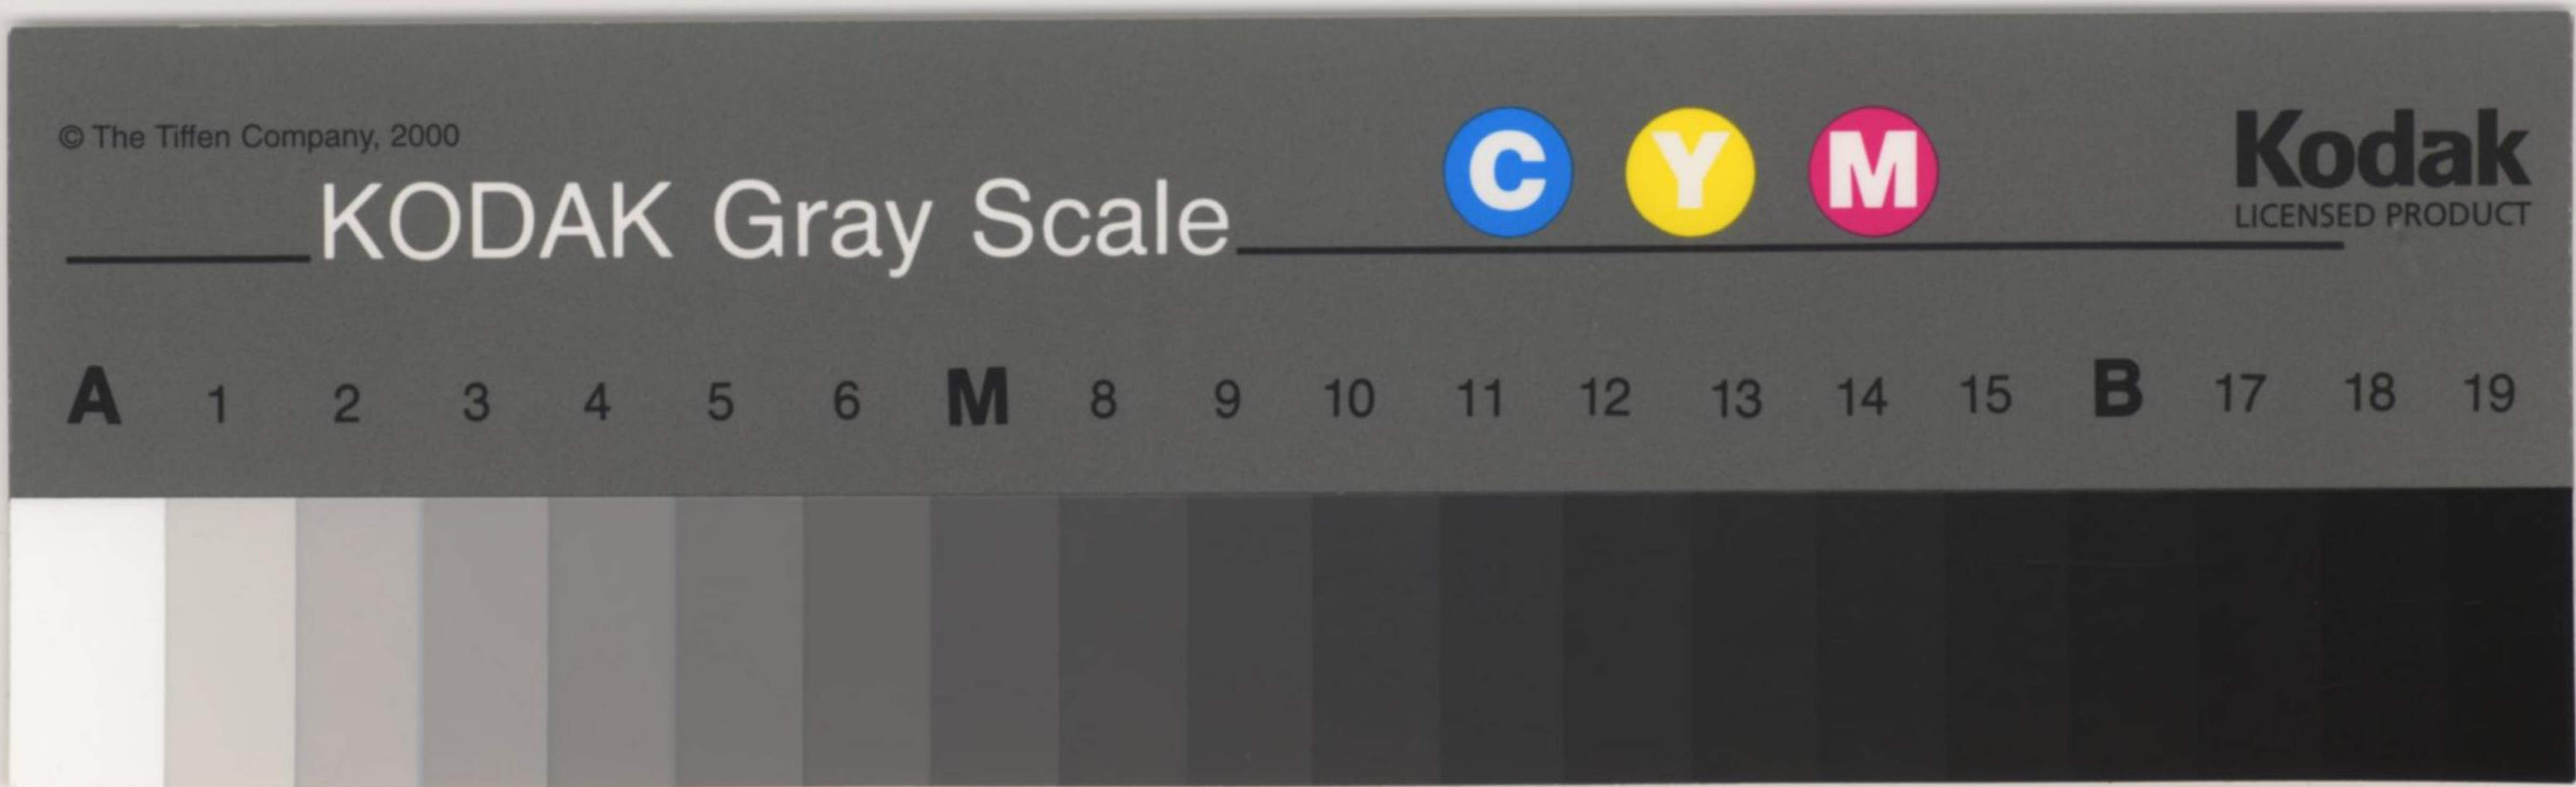 © The Tiffen Company, 2000
KODAK Gray Scale
C Y M
Kodak
LICENSED PRODUCT
A 1 2 3 4 5 6 M 8 9 10 11 12 13 14 15 B 17 18 19